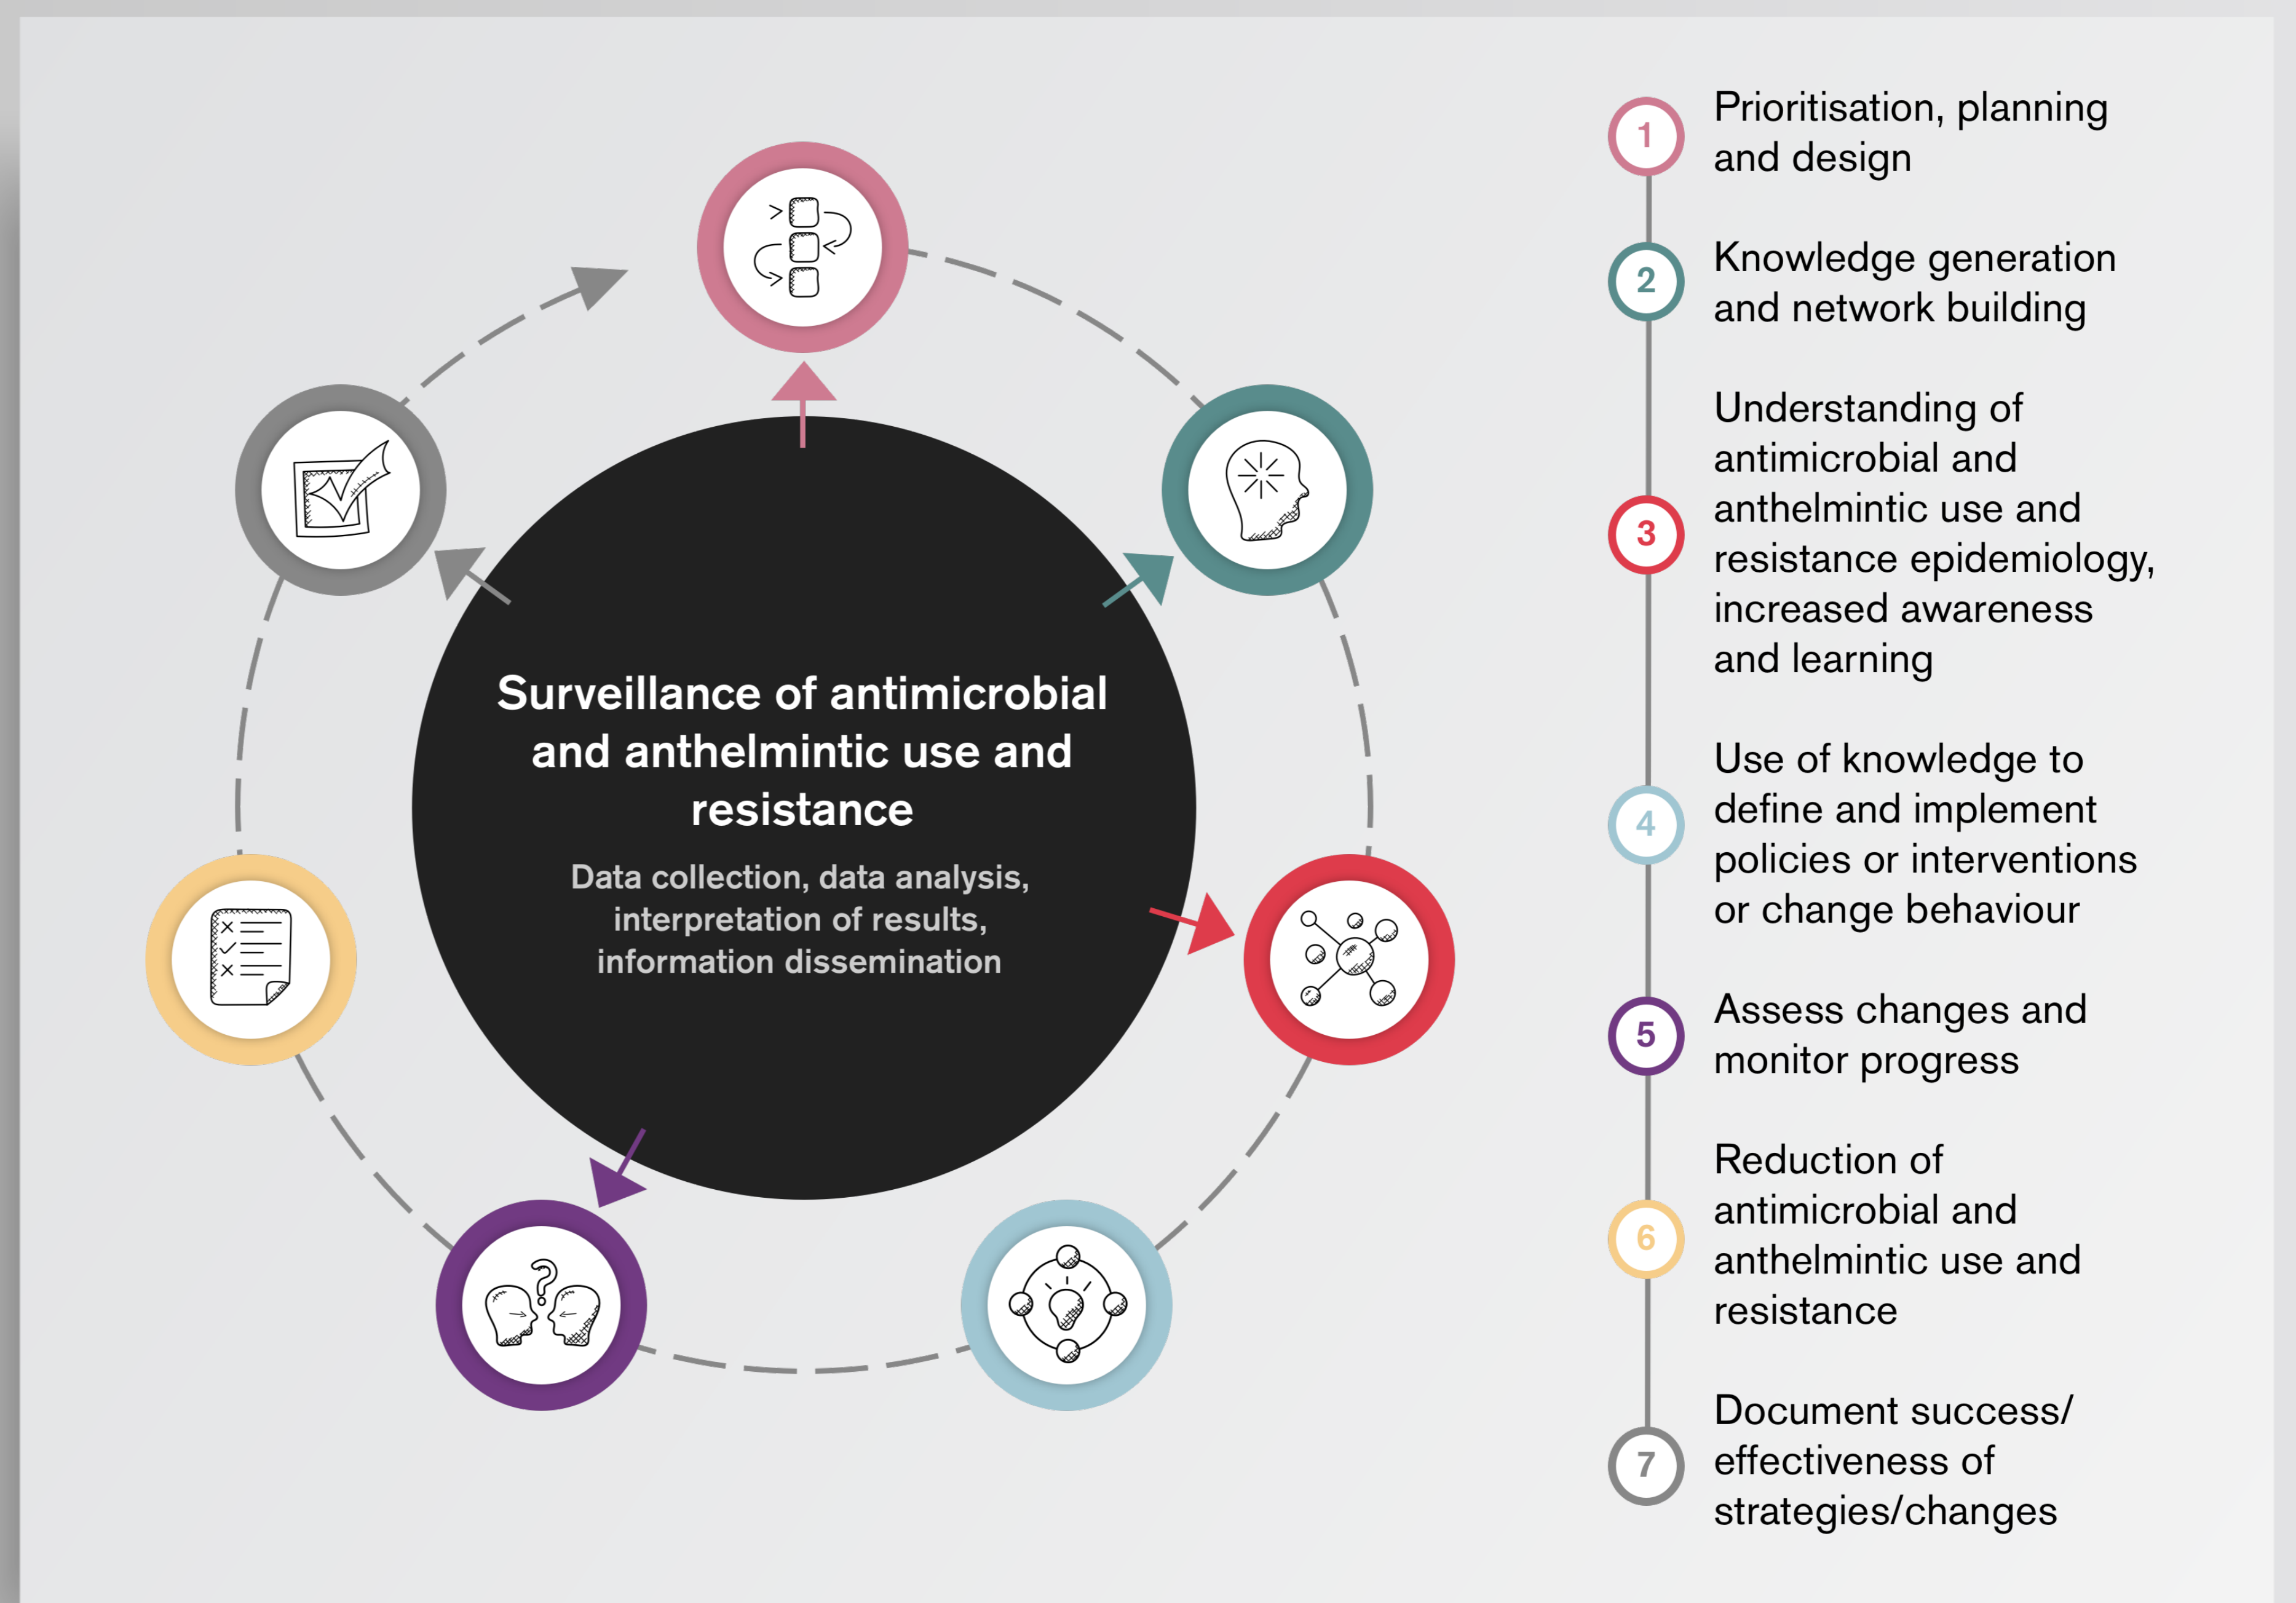 Surveillance of antimicrobial
and anthelmintic use and
resistance
Data collection, data analysis,
interpretation of results,
information dissemination
1
Prioritisation, planning
and design
2
Knowledge generation
and network building
3
Understanding of
antimicrobial and
anthelmintic use and
resistance epidemiology,
increased awareness
and learning
4
Use of knowledge to
define and implement
policies or interventions
or change behaviour
5
Assess changes and
monitor progress
6
Reduction of
antimicrobial and
anthelmintic use and
resistance
7
Document success/
effectiveness of
strategies/changes